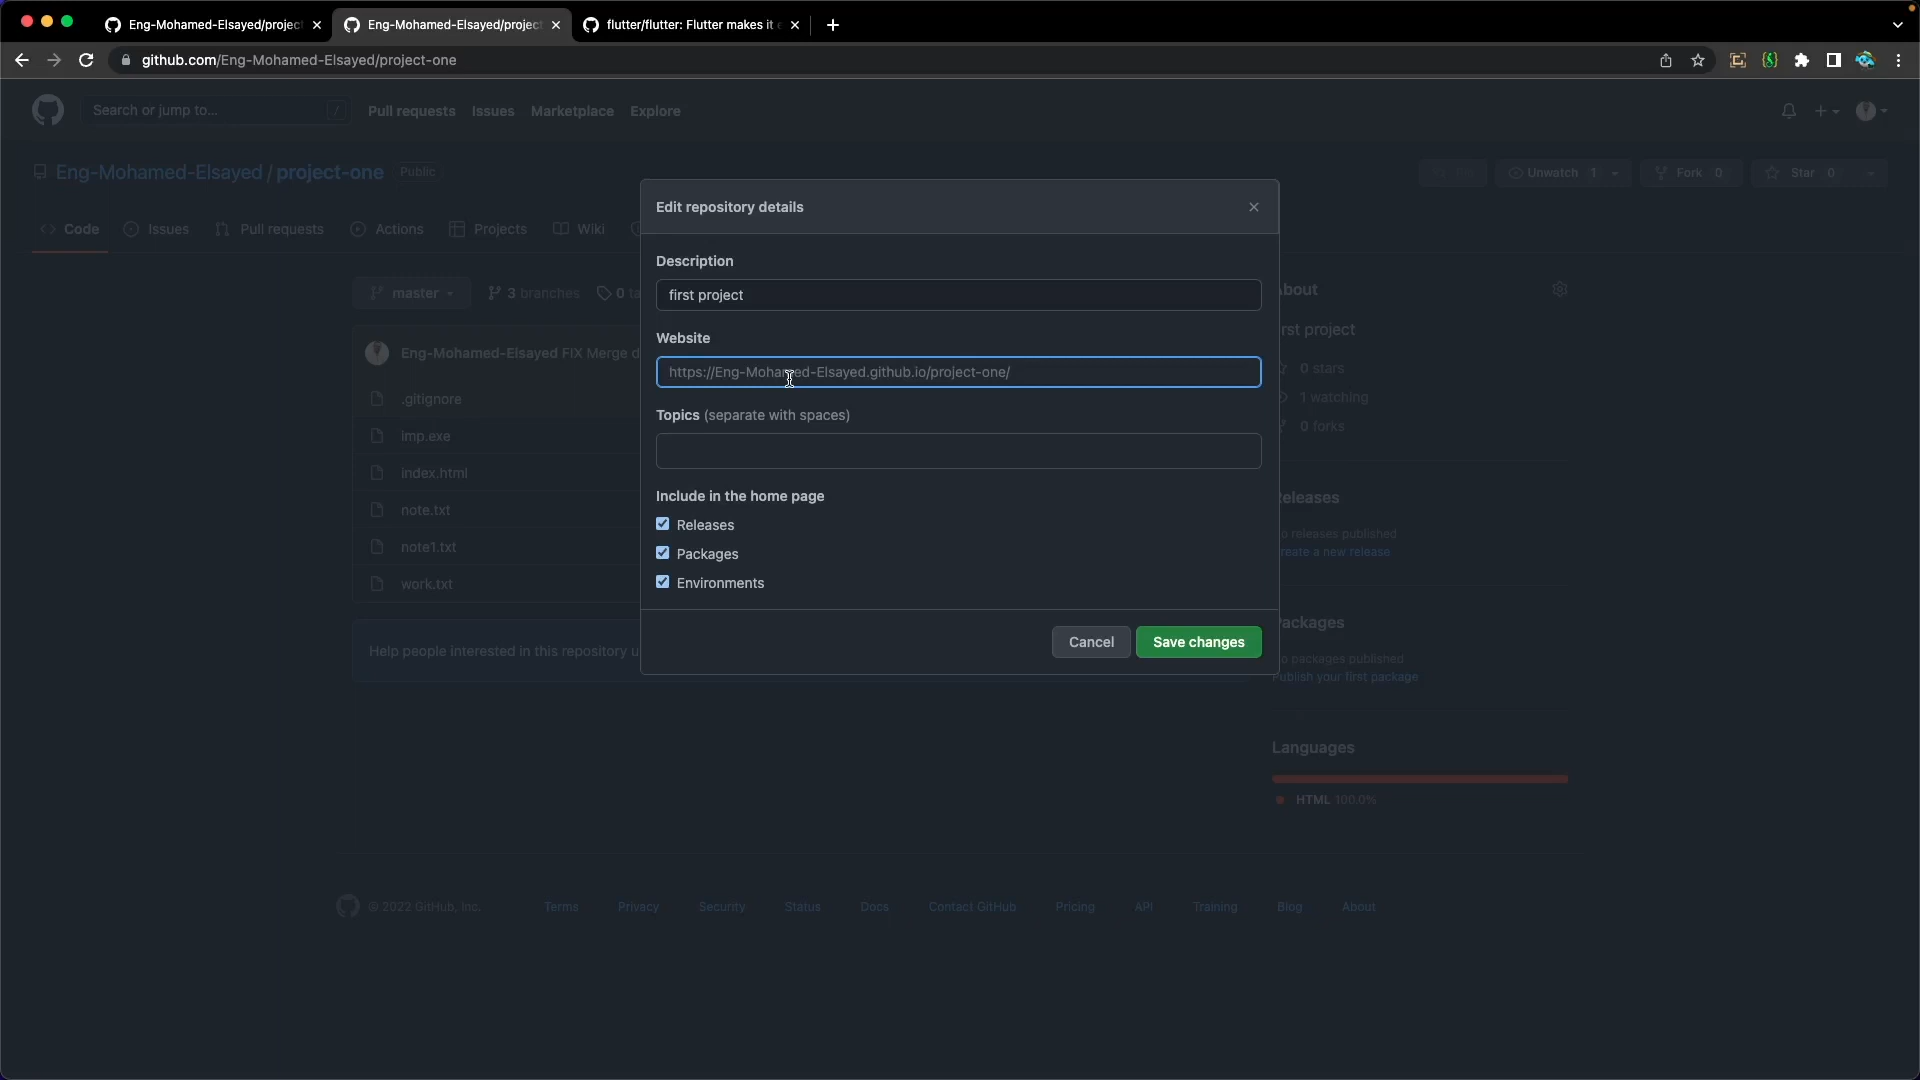 Eng-Mohamed-Elsayed/projec
Eng-Mohamed-Elsayed/projec
flutter/flutter: Flutter makes it e
github.com/Eng-Mohamed-Elsayed/project-one
Search or jump to...
/
Pull requests
Issues
Marketplace
Explore
Eng-Mohamed-Elsayed / project-one
Public
Unwatch 1
Fork 0
Star 0
Code
Issues
Pull requests
Actions
Projects
Wiki
master
3 branches
0 ta
Eng-Mohamed-Elsayed FIX Merge d
.gitignore
imp.exe
index.html
note.txt
note1.txt
work.txt
Help people interested in this repository u
Edit repository details
Description
first project
Website
https://Eng-Mohamed-Elsayed.github.io/project-one/
Topics (separate with spaces)
Include in the home page
Releases
Packages
Environments
Cancel
Save changes
bout
rst project
0 stars
1 watching
0 forks
eleases
o releases published
reate a new release
ackages
o packages published
ublish your first package
Languages
HTML 100.0%
© 2022 GitHub, Inc.
Terms
Privacy
Security
Status
Docs
Contact GitHub
Pricing
API
Training
Blog
About